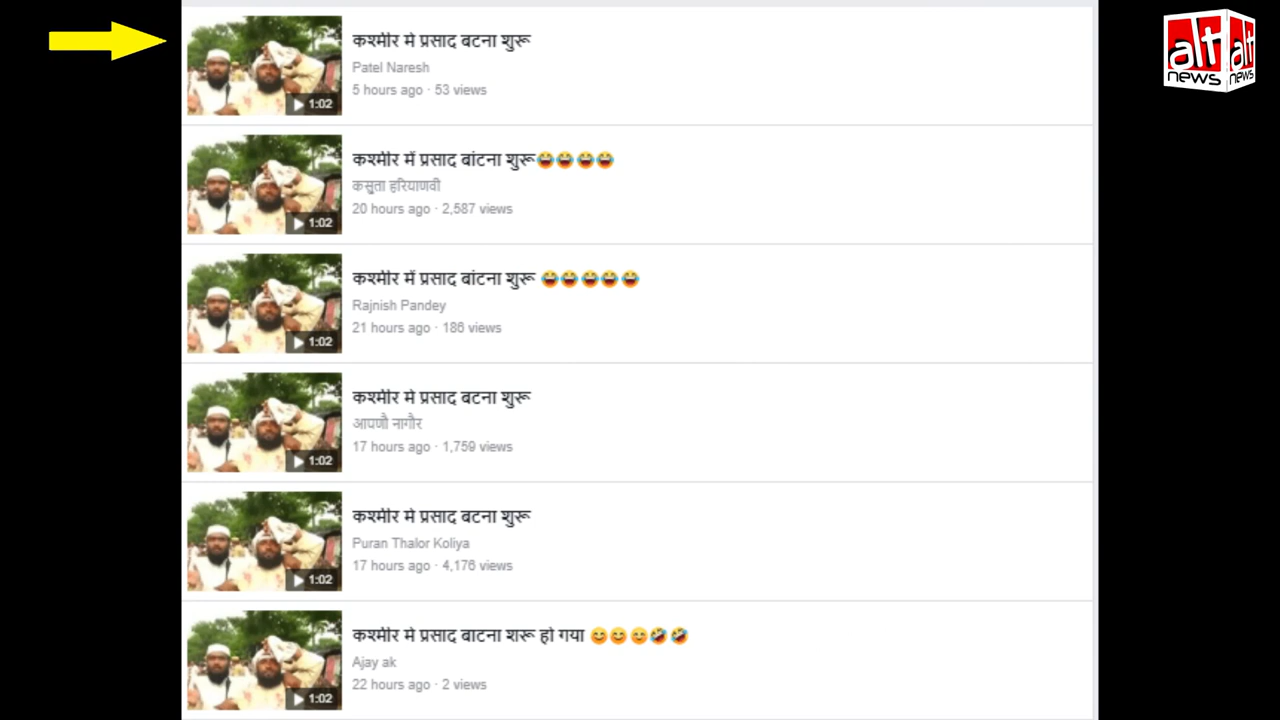 कश्मीर मे प्रसाद बटना शुरू
Patel Naresh
5 hours ago · 53 views
1:02
कश्मीर में प्रसाद बांटना शुरू😂😂😂😂
कसुता हरियाणवी
20 hours ago · 2,587 views
1:02
कश्मीर में प्रसाद बांटना शुरू 😂😂😂😂😂
Rajnish Pandey
21 hours ago · 186 views
1:02
कश्मीर मे प्रसाद बटना शुरू
आपणौ नागौर
17 hours ago · 1,759 views
1:02
कश्मीर मे प्रसाद बटना शुरू
Puran Thalor Koliya
17 hours ago · 4,176 views
1:02
कश्मीर मे प्रसाद बाटना शरू हो गया 😊😊😊🤣🤣
Ajay ak
22 hours ago · 2 views
1:02
alt alt
news news